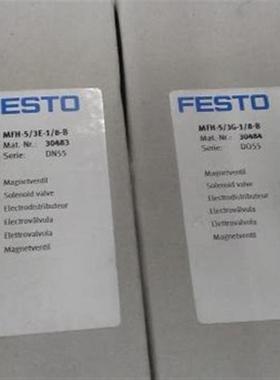 FESTO
MFH-5/3E-1/8-B
Mat. Nr.: 30483
Serie: DN55
Magnetventil
Solenoid valve
Electrodistributeur
Electroválvula
Elettrovalvola
Magnetventil
FESTO
MFH-5/3G-1/8-B
Mat. Nr.: 30484
Serie: DO55
Magnetventil
Solenoid valve
Electrodistributeur
Electroválvula
Elettrovalvola
Magnetventil